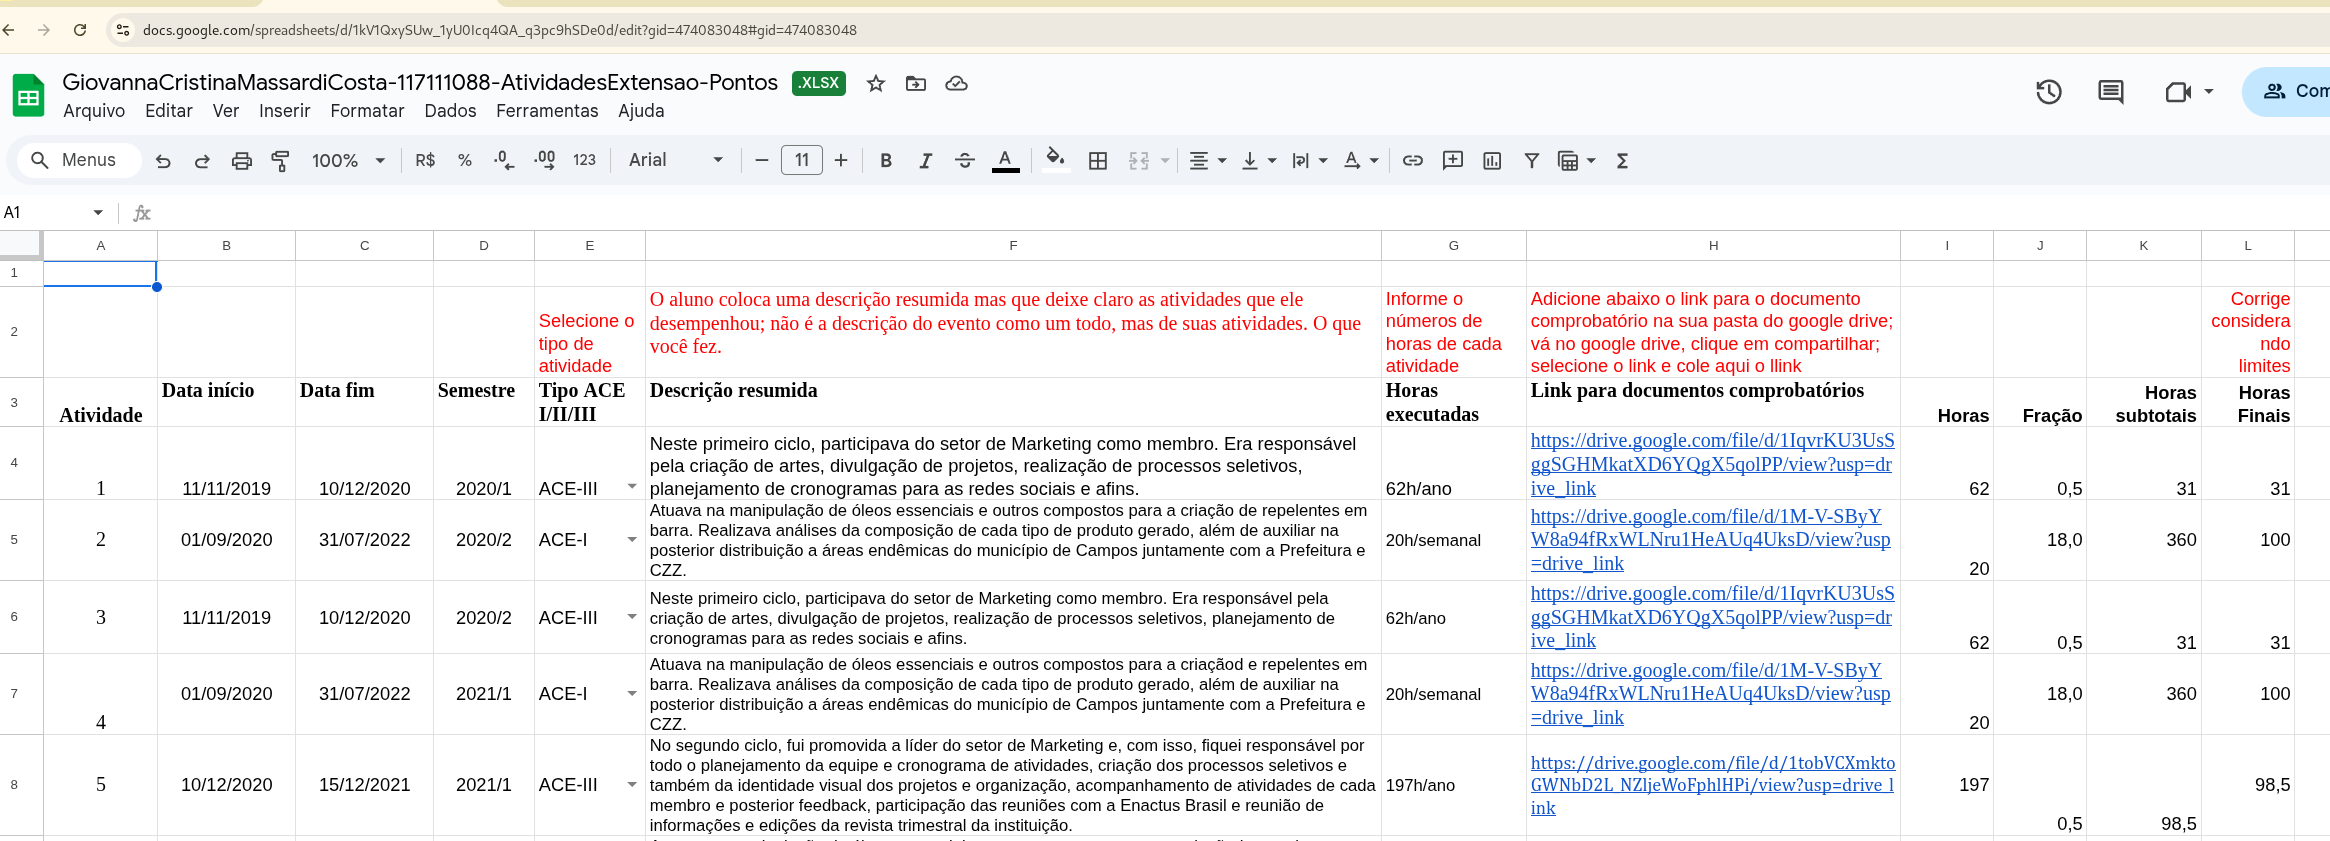 docs.google.com/spreadsheets/d/1kV1QxySUw_1yU0Icq4QA_q3pc9hSDe0d/edit?gid=474083048#gid=474083048
GiovannaCristinaMassardiCosta-117111088-AtividadesExtensao-Pontos .XLSX
Arquivo Editar Ver Inserir Formatar Dados Ferramentas Ajuda
Menus 100% R$ % .0 .00 123 Arial 11 B I A
A1 fx
A B C D E F G H I J K L
1
2
Selecione o
tipo de
atividade
O aluno coloca uma descrição resumida mas que deixe claro as atividades que ele
desempenhou; não é a descrição do evento como um todo, mas de suas atividades. O que
você fez.
Informe o
números de
horas de cada
atividade
Adicione abaixo o link para o documento
comprobatório na sua pasta do google drive;
vá no google drive, clique em compartilhar;
selecione o link e cole aqui o llink
Corrige
considera
ndo
limites
3
Atividade
Data início
Data fim
Semestre
Tipo ACE
I/II/III
Descrição resumida
Horas
executadas
Link para documentos comprobatórios
Horas
Fração
Horas
subtotais
Horas
Finais
4
1
11/11/2019
10/12/2020
2020/1
ACE-III
Neste primeiro ciclo, participava do setor de Marketing como membro. Era responsável
pela criação de artes, divulgação de projetos, realização de processos seletivos,
planejamento de cronogramas para as redes sociais e afins.
62h/ano
https://drive.google.com/file/d/1IqvrKU3UsS
ggSGHMkatXD6YQgX5qolPP/view?usp=dr
ive_link
62
0,5
31
31
5
2
01/09/2020
31/07/2022
2020/2
ACE-I
Atuava na manipulação de óleos essenciais e outros compostos para a criação de repelentes em
barra. Realizava análises da composição de cada tipo de produto gerado, além de auxiliar na
posterior distribuição a áreas endêmicas do município de Campos juntamente com a Prefeitura e
CZZ.
20h/semanal
https://drive.google.com/file/d/1M-V-SByY
W8a94fRxWLNru1HeAUq4UksD/view?usp
=drive_link
20
18,0
360
100
6
3
11/11/2019
10/12/2020
2020/2
ACE-III
Neste primeiro ciclo, participava do setor de Marketing como membro. Era responsável pela
criação de artes, divulgação de projetos, realização de processos seletivos, planejamento de
cronogramas para as redes sociais e afins.
62h/ano
https://drive.google.com/file/d/1IqvrKU3UsS
ggSGHMkatXD6YQgX5qolPP/view?usp=dr
ive_link
62
0,5
31
31
7
4
01/09/2020
31/07/2022
2021/1
ACE-I
Atuava na manipulação de óleos essenciais e outros compostos para a criaçãod e repelentes em
barra. Realizava análises da composição de cada tipo de produto gerado, além de auxiliar na
posterior distribuição a áreas endêmicas do município de Campos juntamente com a Prefeitura e
CZZ.
20h/semanal
https://drive.google.com/file/d/1M-V-SByY
W8a94fRxWLNru1HeAUq4UksD/view?usp
=drive_link
20
18,0
360
100
8
5
10/12/2020
15/12/2021
2021/1
ACE-III
No segundo ciclo, fui promovida a líder do setor de Marketing e, com isso, fiquei responsável por
todo o planejamento da equipe e cronograma de atividades, criação dos processos seletivos e
também da identidade visual dos projetos e organização, acompanhamento de atividades de cada
membro e posterior feedback, participação das reuniões com a Enactus Brasil e reunião de
informações e edições da revista trimestral da instituição.
197h/ano
https://drive.google.com/file/d/1tobVCXmkto
GWNbD2L_NZljeWoFphlHPi/view?usp=drive_l
ink
197
0,5
98,5
98,5